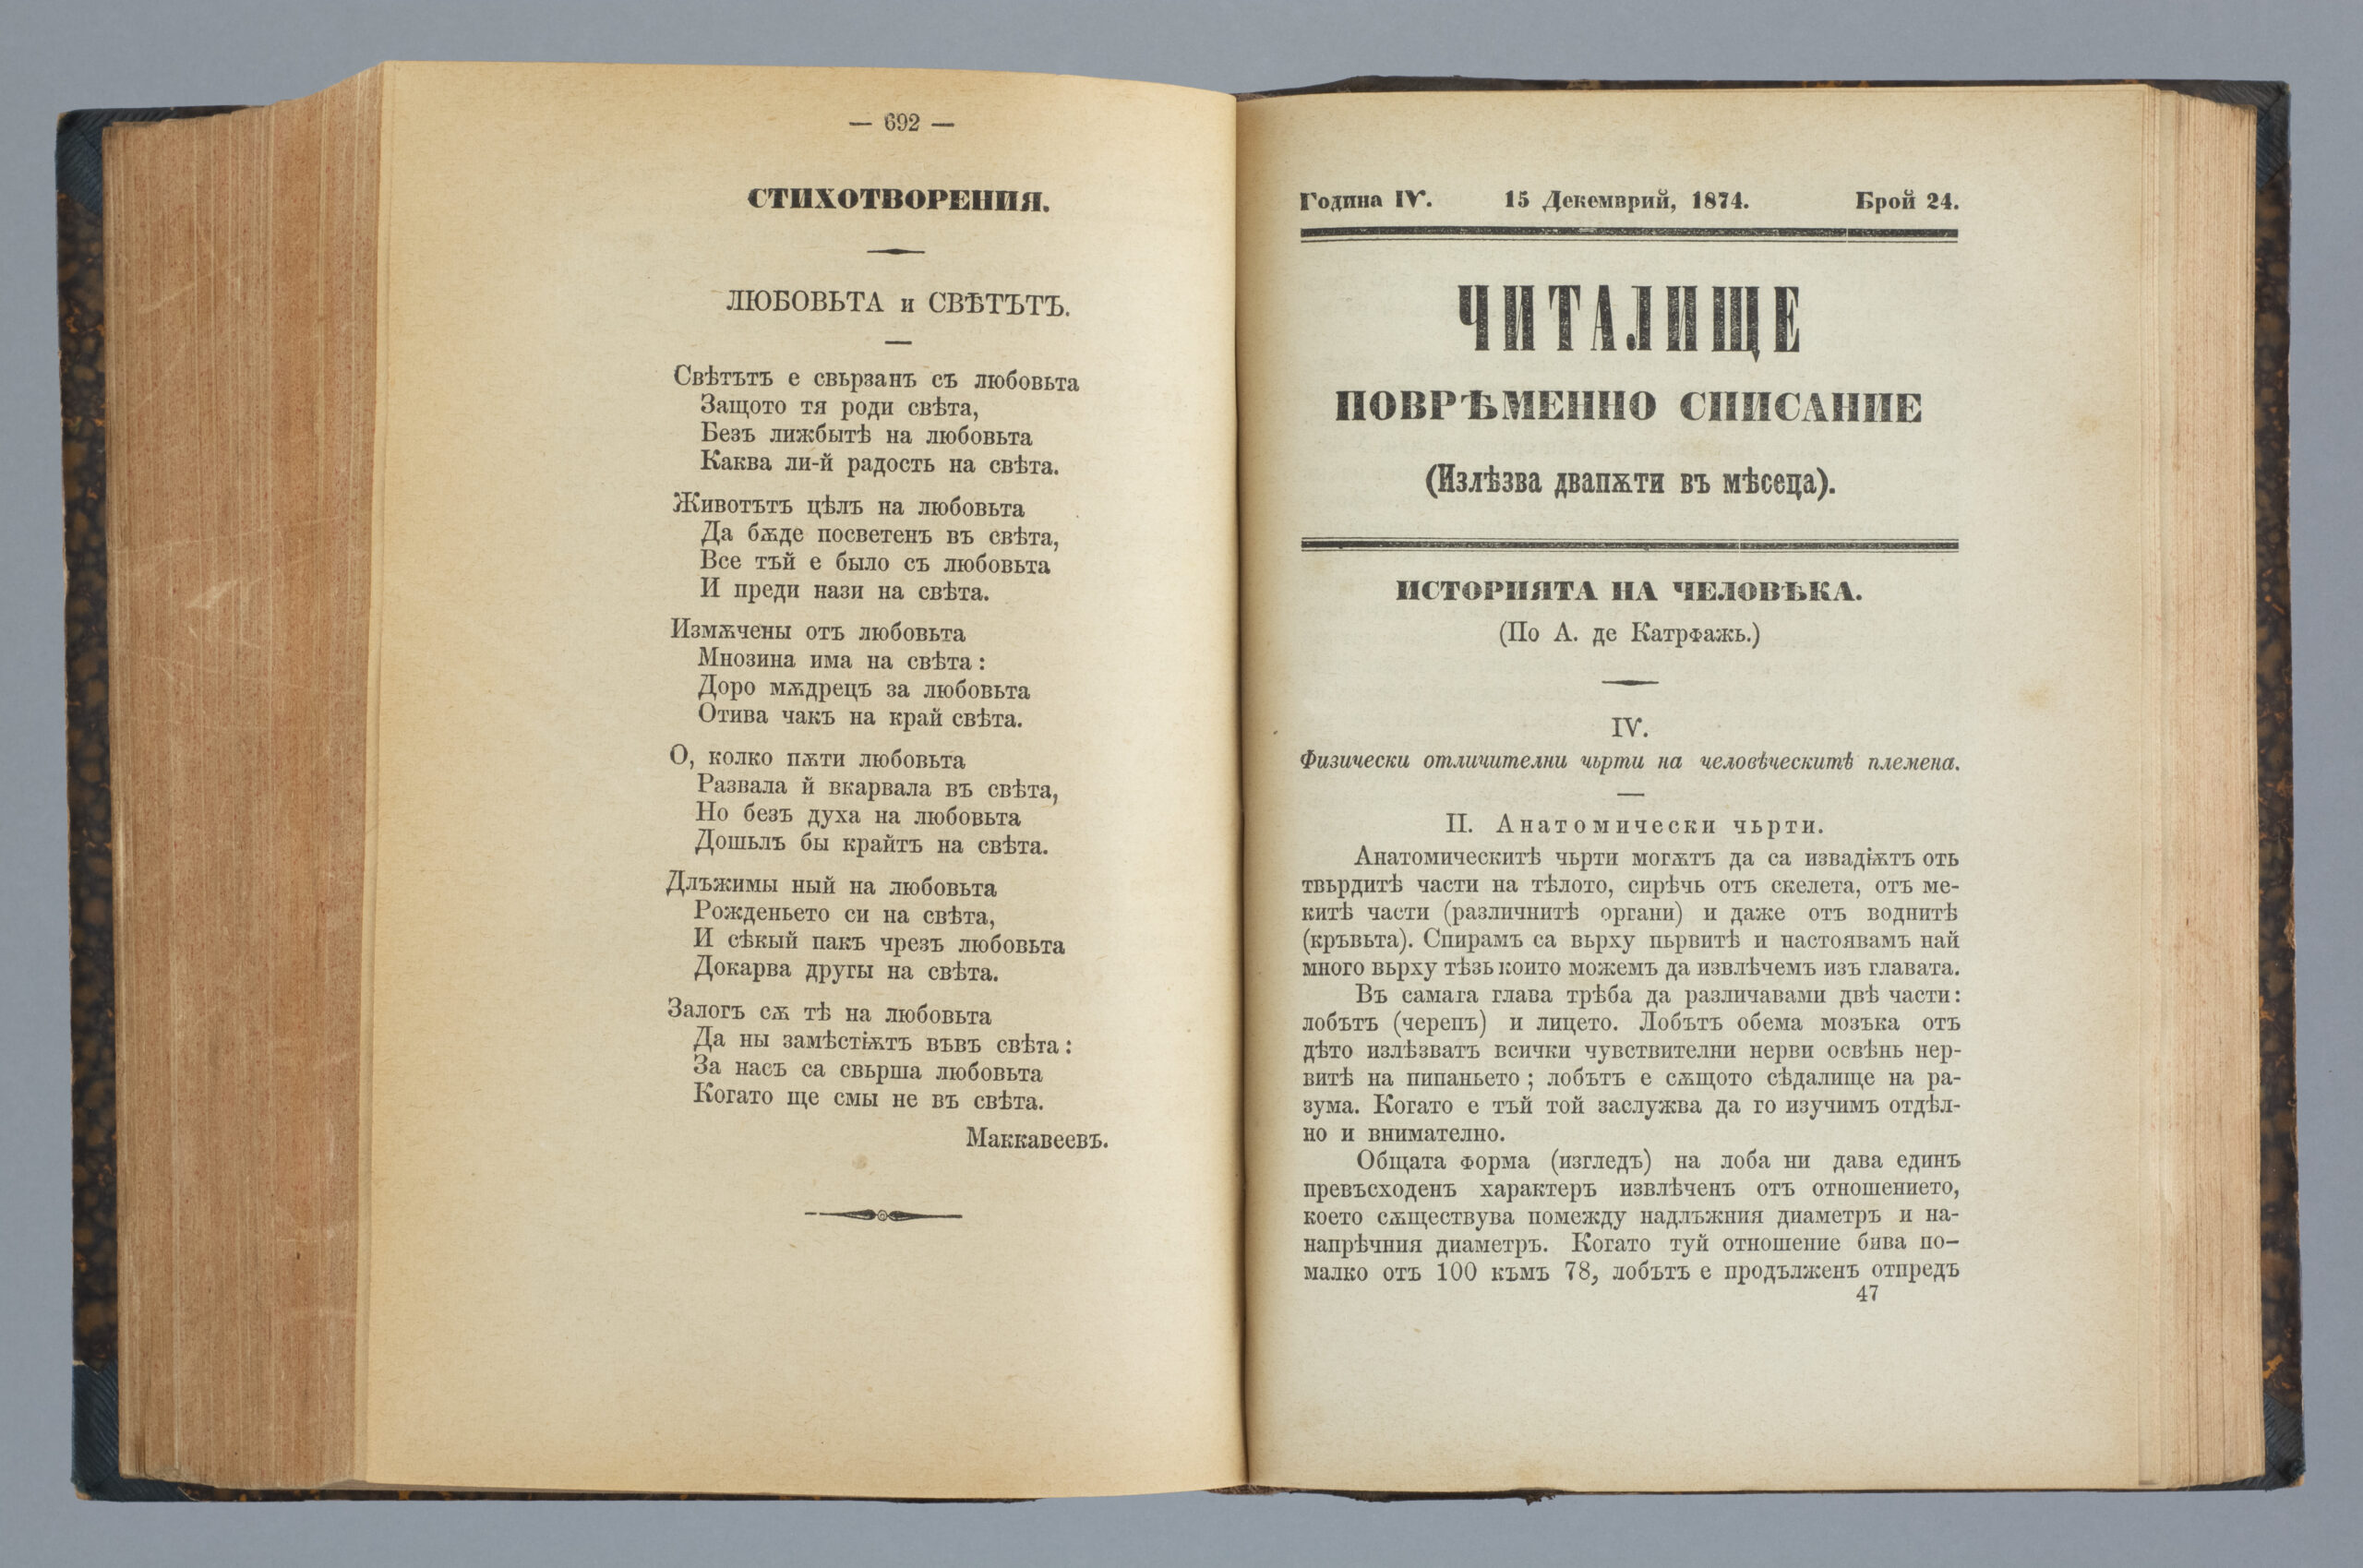 — 692 —
СТИХОТВОРЕНИЯ.
ЛЮБОВЬТА и СВѢТЪТЪ.
Свѣтътъ е свьрзанъ съ любовьта
Защото тя роди свѣта,
Безъ лижбытѣ на любовьта
Каква ли-й радость на свѣта.
Животътъ цѣлъ на любовьта
Да бѫде посветенъ въ свѣта,
Все тъй е было съ любовьта
И преди нази на свѣта.
Измѫчены отъ любовьта
Мнозина има на свѣта :
Доро мѫдрецъ за любовьта
Отива чакъ на край свѣта.
О, колко пѫти любовьта
Развала й вкарвала въ свѣта,
Но безъ духа на любовьта
Дошьлъ бы крайтъ на свѣта.
Длъжимы ный на любовьта
Рожденьето си на свѣта,
И сѣкый пакъ чрезъ любовьта
Докарва другы на свѣта.
Залогъ сѫ тѣ на любовьта
Да ны замѣстіѫтъ във свѣта :
За насъ са свьрша любовьта
Когато ще смы не въ свѣта.
Маккавеевъ.
Година IV. 15 Декемврий, 1874. Брой 24.
ЧИТАЛИЩЕ
ПОВРѢМЕННО СПИСАНИЕ
(Излѣзва двапѫти въ мѣсеца).
ИСТОРИЯТА НА ЧЕЛОВѢКА.
(По А. де Катрфажь.)
IV.
Физически отличителни чърти на человѣческитѣ племена.
II. Анатомически чьрти.
Анатомическитѣ чьрти могѫтъ да са извадіѫтъ оть
твьрдитѣ части на тѣлото, сирѣчь отъ скелета, отъ ме-
китѣ части (различнитѣ органи) и даже отъ воднитѣ
(кръвьта). Спирамъ са вьрху пьрвитѣ и настоявамъ най
много вьрху тѣзь които можемъ да извлѣчемъ изъ главата.
Въ самата глава трѣба да различавами двѣ части:
лобътъ (черепъ) и лицето. Лобътъ обема мозъка отъ
дѣто излѣзватъ всички чувствителни нерви освѣнь нер-
витѣ на пипаньето ; лобътъ е сѫщото сѣдалище на ра-
зума. Когато е тъй той заслужва да го изучимъ отдѣл-
но и внимателно.
Общата форма (изгледъ) на лоба ни дава единъ
превъсходенъ характеръ извлѣченъ отъ отношението,
което сѫществува помежду надлъжния диаметръ и на-
напрѣчния диаметръ. Когато туй отношение бива по-
малко отъ 100 къмъ 78, лобътъ е продълженъ отпредъ
47